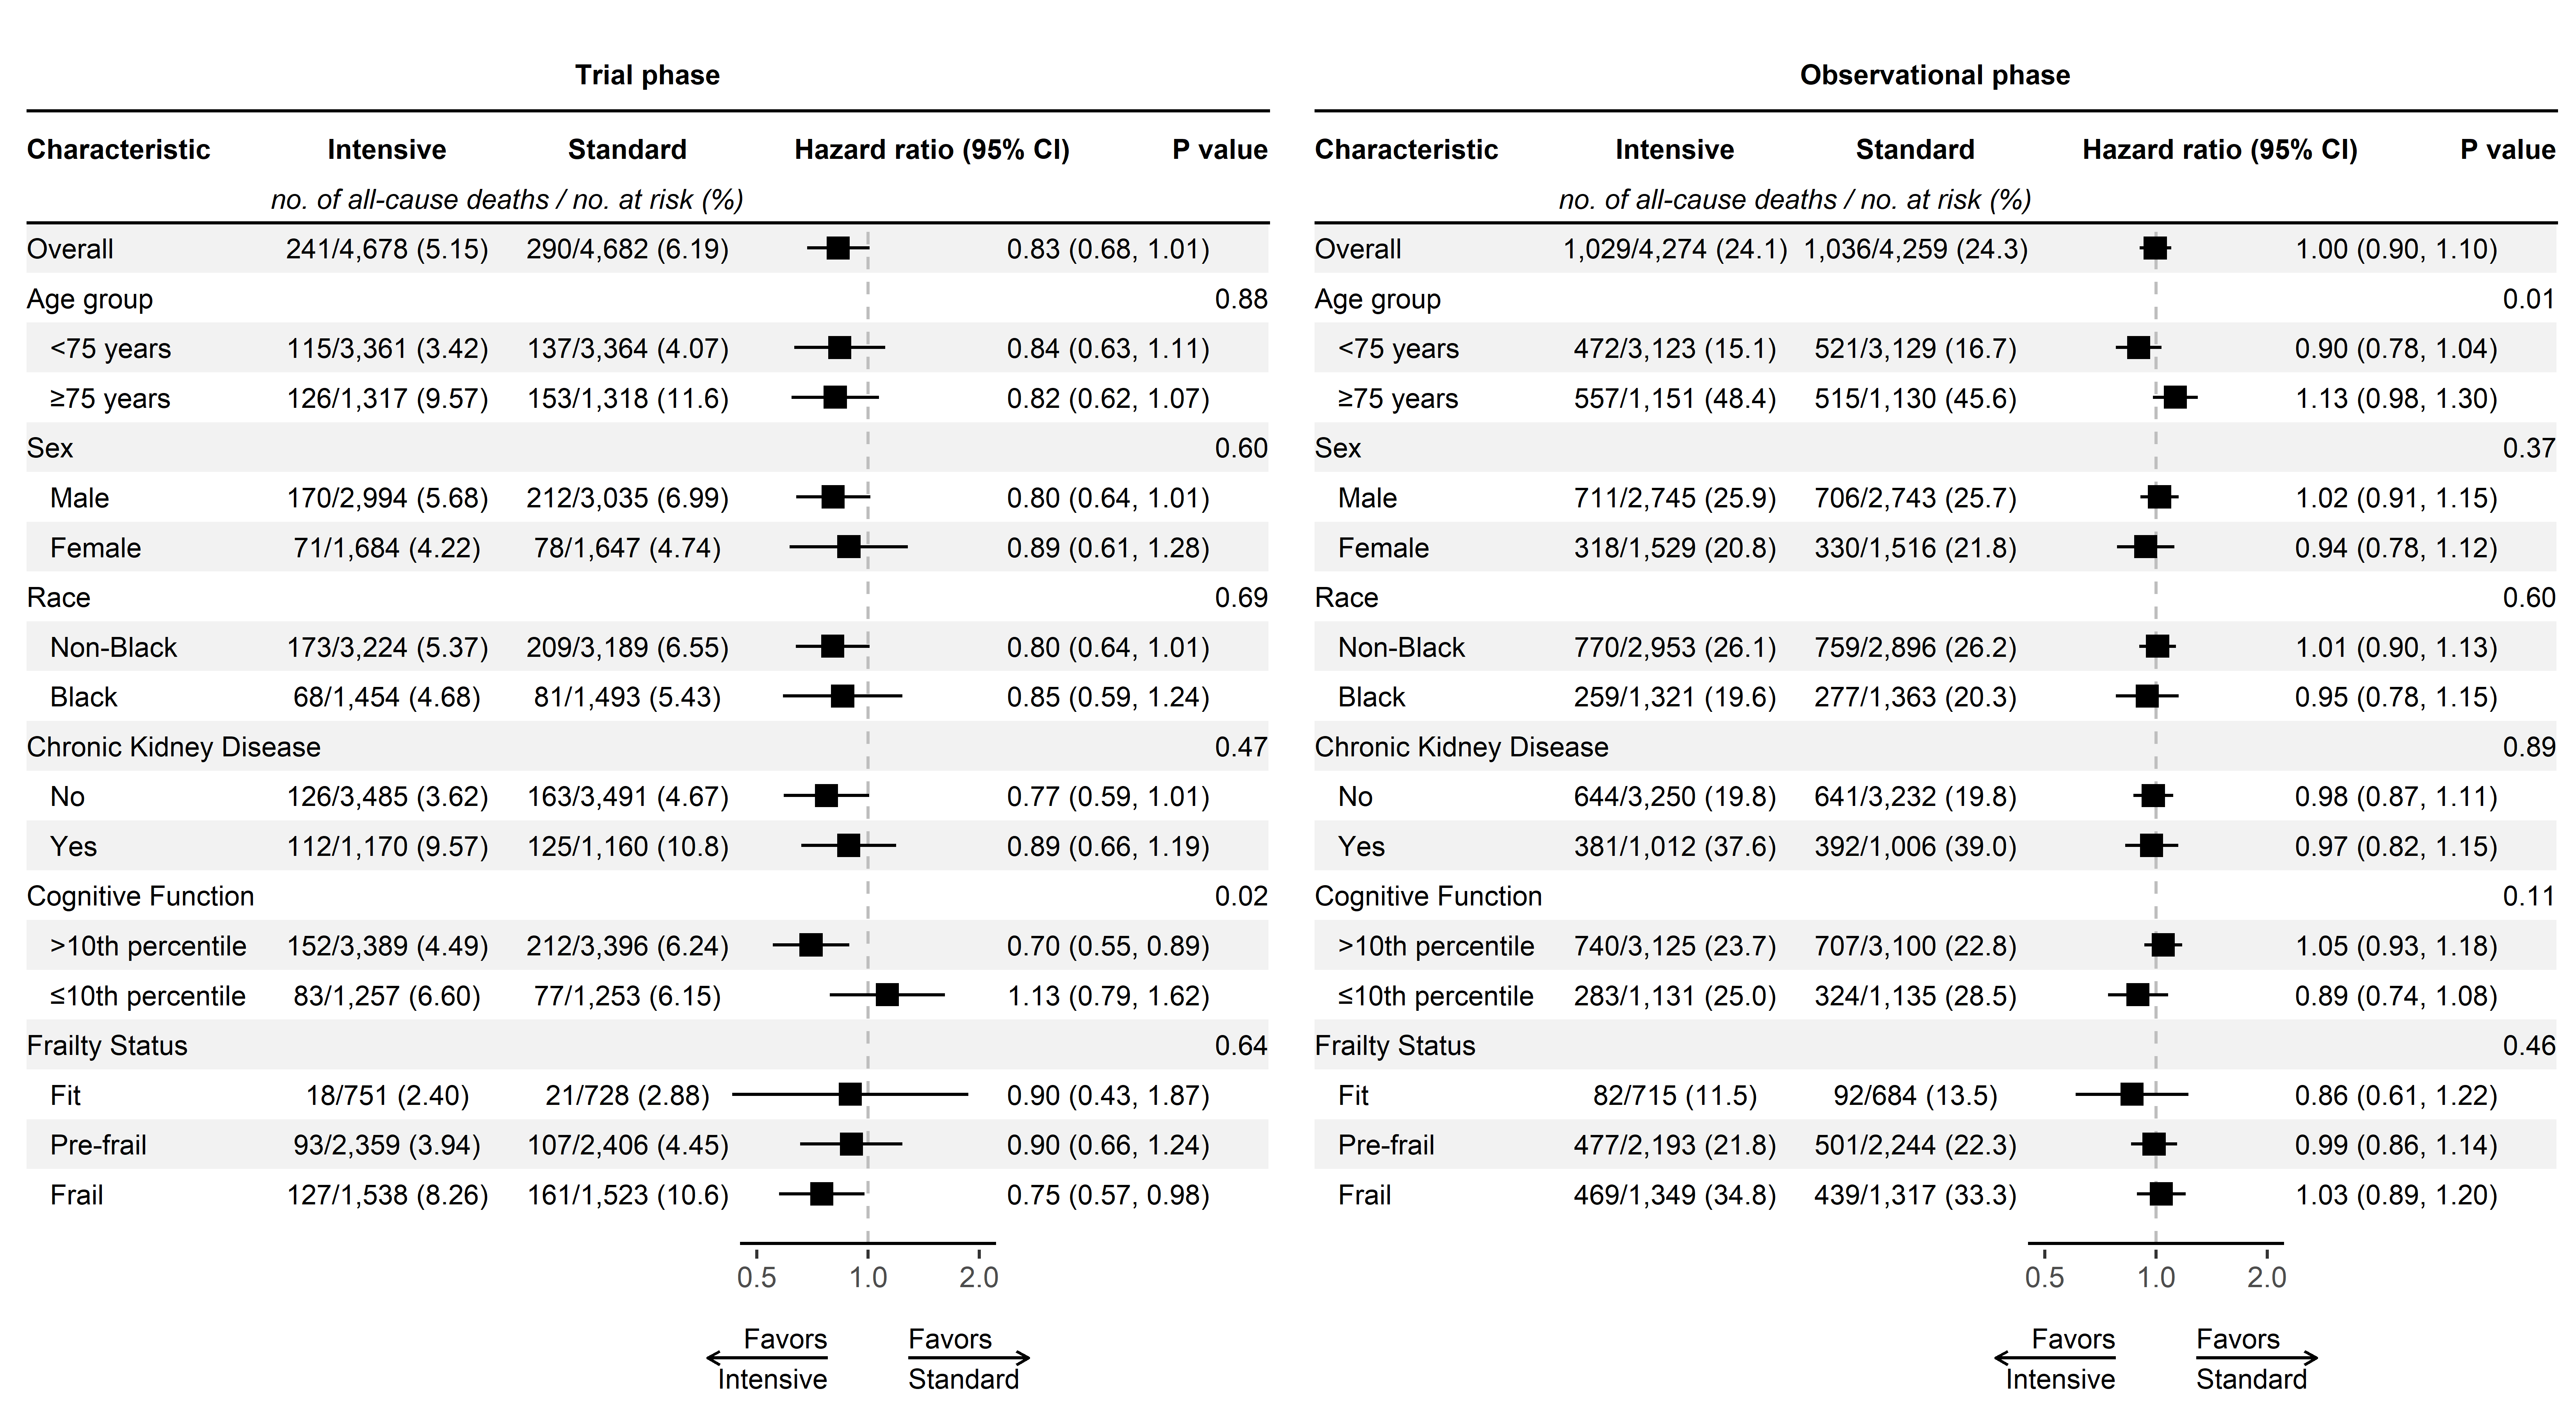 Trial phase
Characteristic Intensive Standard Hazard ratio (95% CI) P value
no. of all-cause deaths / no. at risk (%)
Overall 241/4,678 (5.15) 290/4,682 (6.19) 0.83 (0.68, 1.01)
Age group 0.88
<75 years 115/3,361 (3.42) 137/3,364 (4.07) 0.84 (0.63, 1.11)
≥75 years 126/1,317 (9.57) 153/1,318 (11.6) 0.82 (0.62, 1.07)
Sex 0.60
Male 170/2,994 (5.68) 212/3,035 (6.99) 0.80 (0.64, 1.01)
Female 71/1,684 (4.22) 78/1,647 (4.74) 0.89 (0.61, 1.28)
Race 0.69
Non-Black 173/3,224 (5.37) 209/3,189 (6.55) 0.80 (0.64, 1.01)
Black 68/1,454 (4.68) 81/1,493 (5.43) 0.85 (0.59, 1.24)
Chronic Kidney Disease 0.47
No 126/3,485 (3.62) 163/3,491 (4.67) 0.77 (0.59, 1.01)
Yes 112/1,170 (9.57) 125/1,160 (10.8) 0.89 (0.66, 1.19)
Cognitive Function 0.02
>10th percentile 152/3,389 (4.49) 212/3,396 (6.24) 0.70 (0.55, 0.89)
≤10th percentile 83/1,257 (6.60) 77/1,253 (6.15) 1.13 (0.79, 1.62)
Frailty Status 0.64
Fit 18/751 (2.40) 21/728 (2.88) 0.90 (0.43, 1.87)
Pre-frail 93/2,359 (3.94) 107/2,406 (4.45) 0.90 (0.66, 1.24)
Frail 127/1,538 (8.26) 161/1,523 (10.6) 0.75 (0.57, 0.98)
0.5 1.0 2.0
Favors Favors
Intensive Standard
Observational phase
Characteristic Intensive Standard Hazard ratio (95% CI) P value
no. of all-cause deaths / no. at risk (%)
Overall 1,029/4,274 (24.1) 1,036/4,259 (24.3) 1.00 (0.90, 1.10)
Age group 0.01
<75 years 472/3,123 (15.1) 521/3,129 (16.7) 0.90 (0.78, 1.04)
≥75 years 557/1,151 (48.4) 515/1,130 (45.6) 1.13 (0.98, 1.30)
Sex 0.37
Male 711/2,745 (25.9) 706/2,743 (25.7) 1.02 (0.91, 1.15)
Female 318/1,529 (20.8) 330/1,516 (21.8) 0.94 (0.78, 1.12)
Race 0.60
Non-Black 770/2,953 (26.1) 759/2,896 (26.2) 1.01 (0.90, 1.13)
Black 259/1,321 (19.6) 277/1,363 (20.3) 0.95 (0.78, 1.15)
Chronic Kidney Disease 0.89
No 644/3,250 (19.8) 641/3,232 (19.8) 0.98 (0.87, 1.11)
Yes 381/1,012 (37.6) 392/1,006 (39.0) 0.97 (0.82, 1.15)
Cognitive Function 0.11
>10th percentile 740/3,125 (23.7) 707/3,100 (22.8) 1.05 (0.93, 1.18)
≤10th percentile 283/1,131 (25.0) 324/1,135 (28.5) 0.89 (0.74, 1.08)
Frailty Status 0.46
Fit 82/715 (11.5) 92/684 (13.5) 0.86 (0.61, 1.22)
Pre-frail 477/2,193 (21.8) 501/2,244 (22.3) 0.99 (0.86, 1.14)
Frail 469/1,349 (34.8) 439/1,317 (33.3) 1.03 (0.89, 1.20)
0.5 1.0 2.0
Favors Favors
Intensive Standard